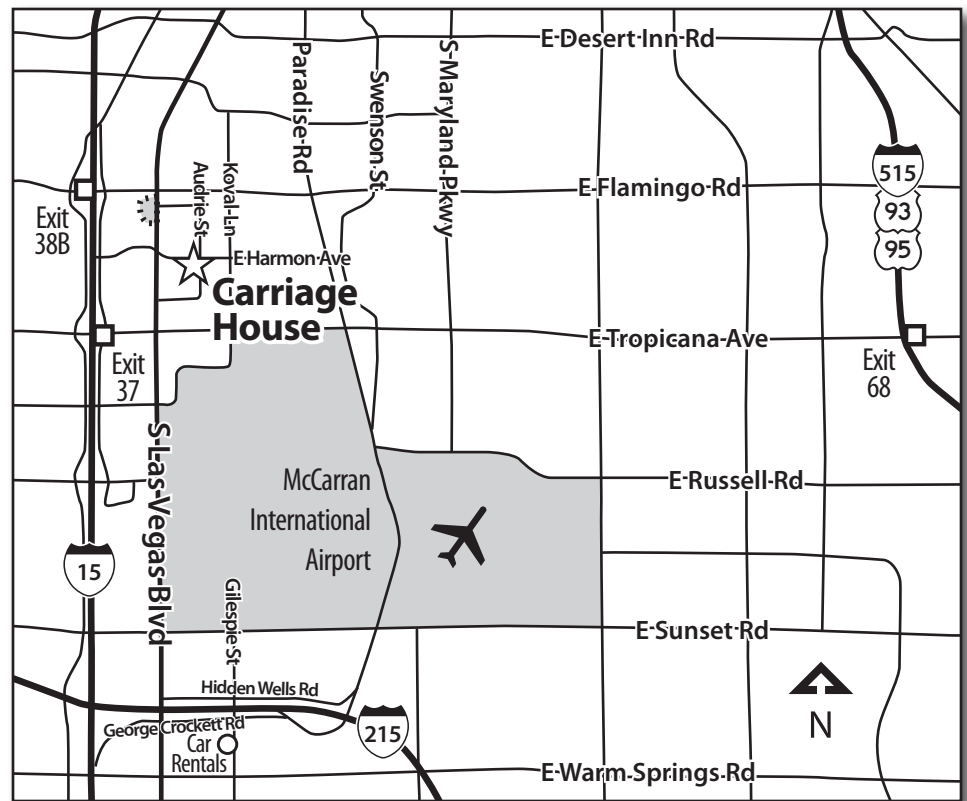 E Desert Inn Rd
Paradise Rd
Swenson St
S Maryland Pkwy
515
93
95
E Flamingo Rd
Audrie St
Koval Ln
Exit
38B
E Harmon Ave
Carriage
House
E Tropicana Ave
Exit
37
Exit
68
S Las Vegas Blvd
McCarran
International
Airport
E Russell Rd
15
Gilespie St
E Sunset Rd
Hidden Wells Rd
George Crockett Rd
Car
Rentals
215
N
E Warm Springs Rd